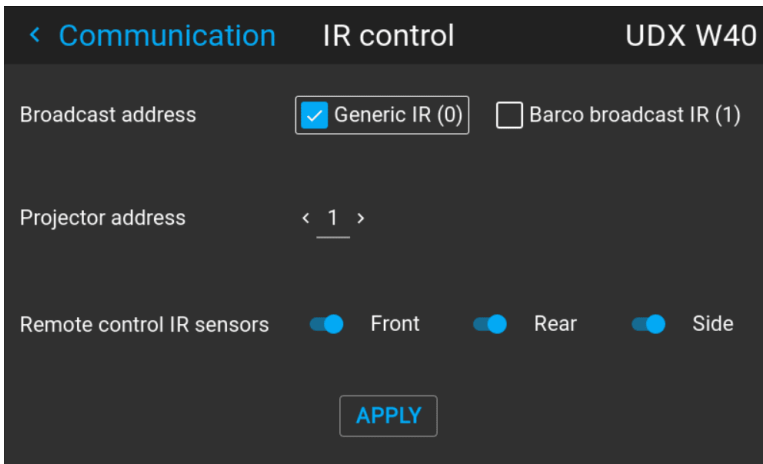 < Communication IR control UDX W40
Broadcast address Generic IR (0) Barco broadcast IR (1)
Projector address < 1 >
Remote control IR sensors Front Rear Side
APPLY